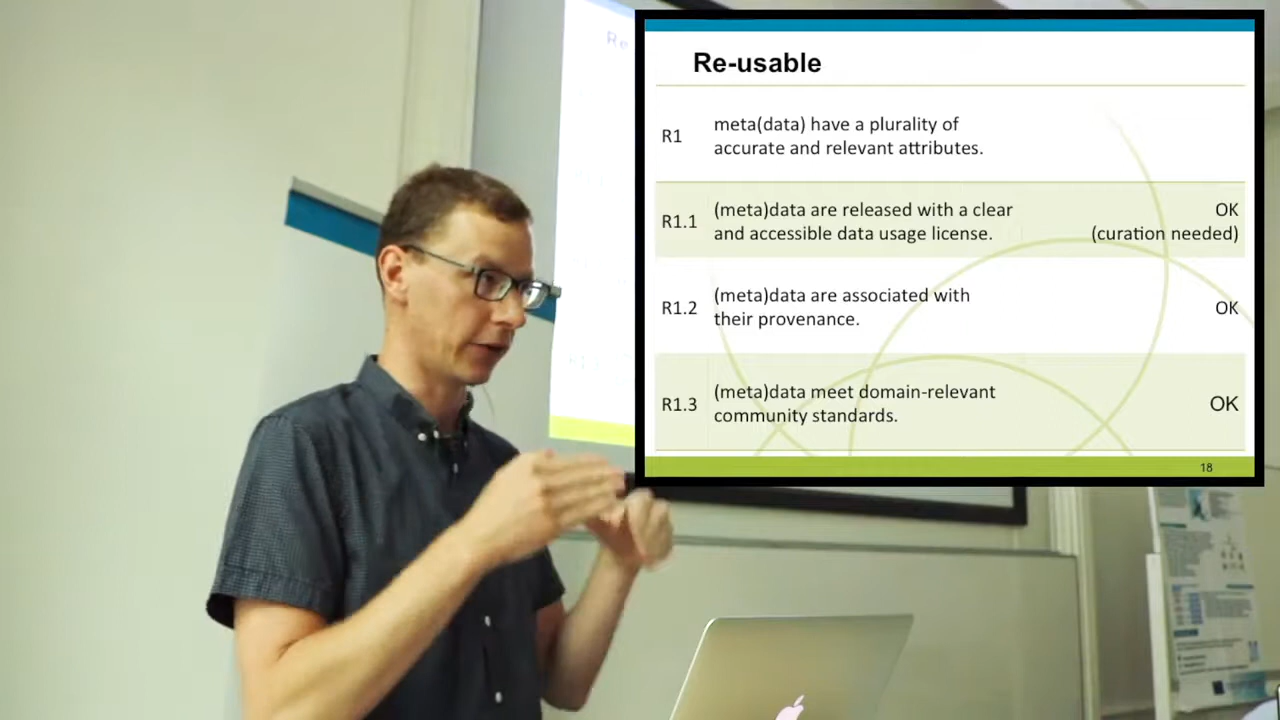 Re-usable
R1
meta(data) have a plurality of
accurate and relevant attributes.
R1.1
(meta)data are released with a clear
and accessible data usage license.
OK
(curation needed)
R1.2
(meta)data are associated with
their provenance.
OK
R1.3
(meta)data meet domain-relevant
community standards.
OK
18
Re